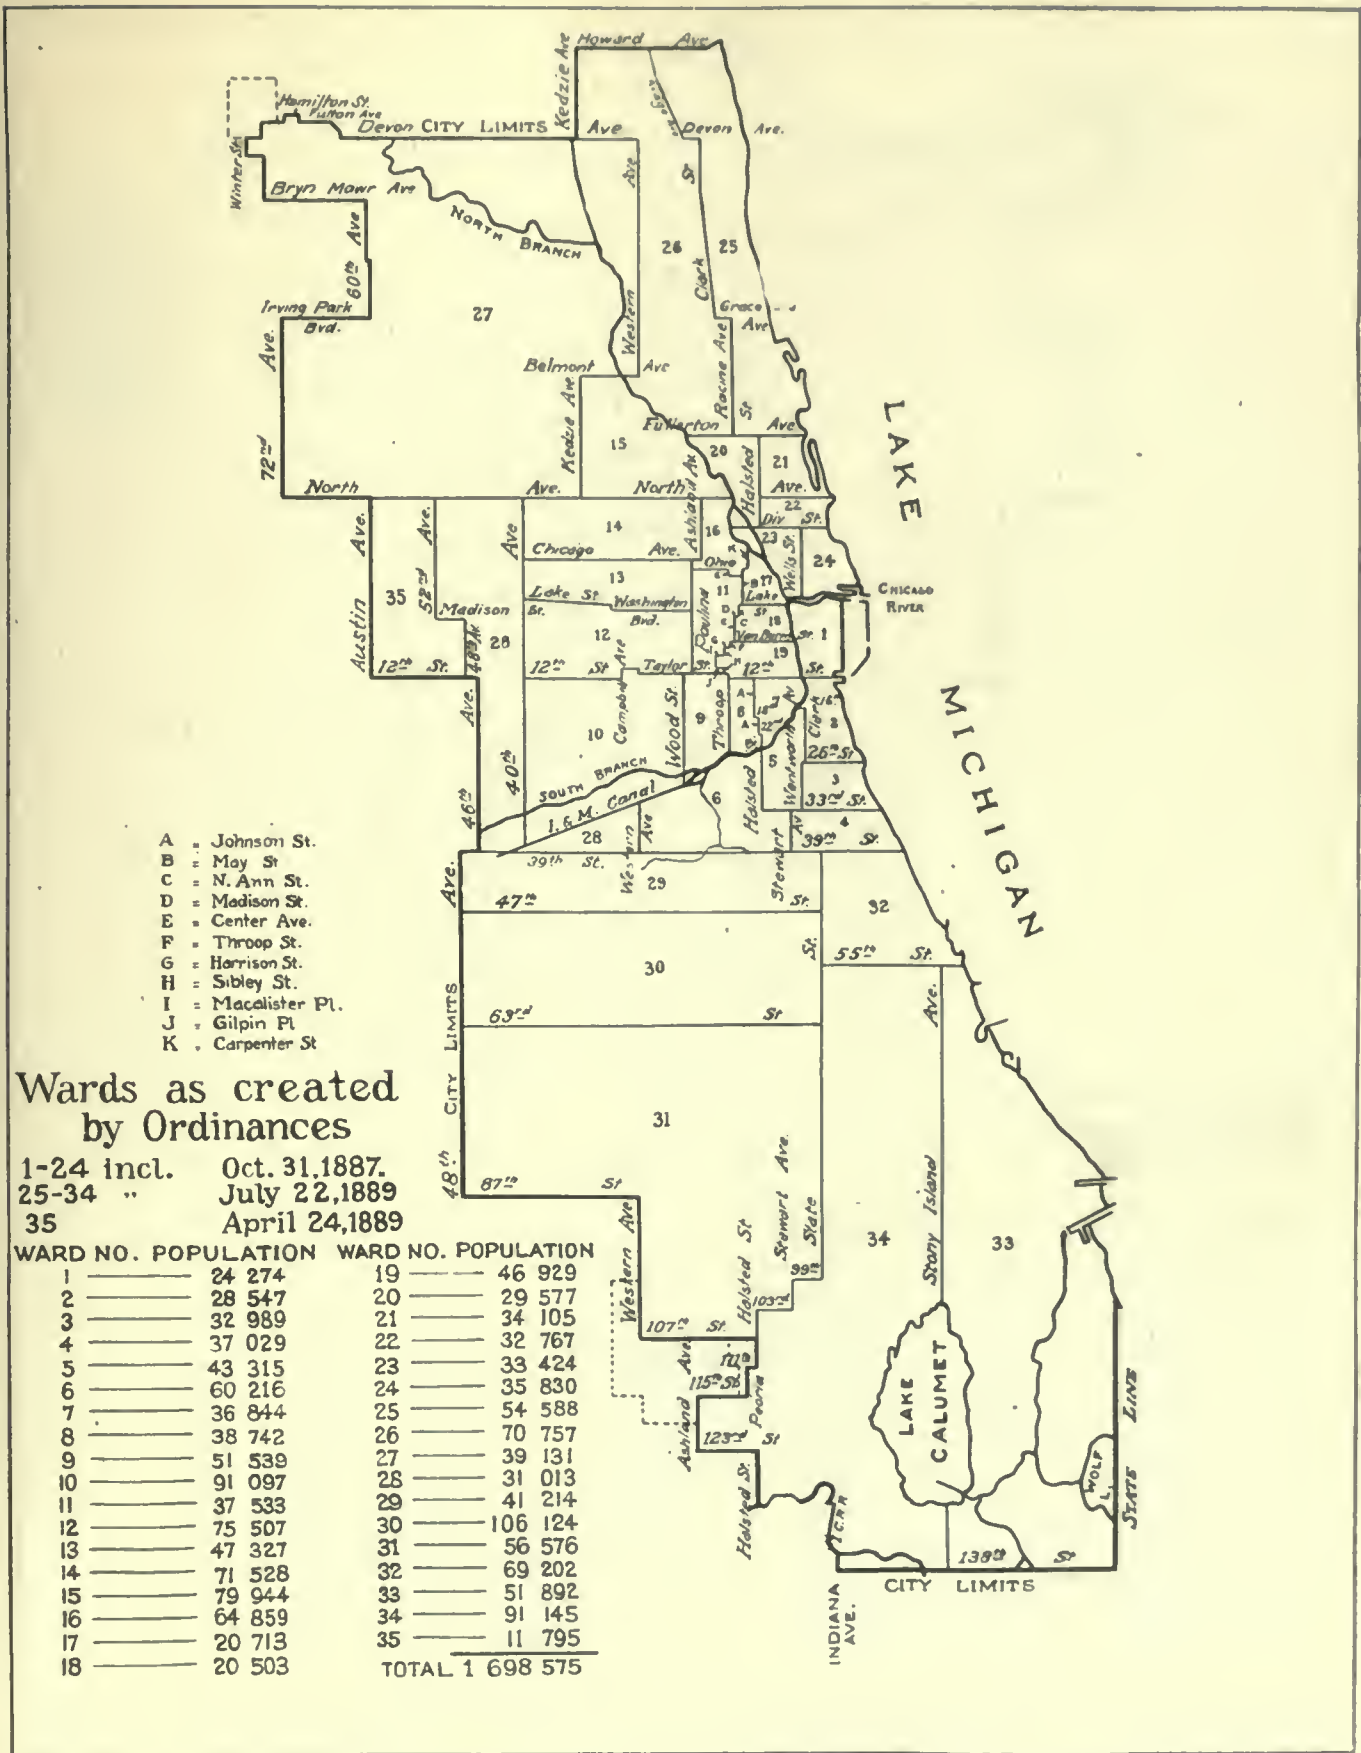 Howard Ave
Kedzie Ave
Hamilton St.
Fulton Ave
Devon CITY LIMITS Ave Devon Ave.
Winter St.
Bryn Mawr Ave
NORTH BRANCH
60th Ave
Western Ave
Clark St
26
25
Irving Park Bvd.
27
Graceland Ave
72nd Ave.
Belmont Ave
Kedzie Ave
Racine Ave
Fullerton Ave
15
20
Halsted St
21
Ashland Av
North Ave. North Ave.
22
Div St.
LAKE MICHIGAN
Austin Ave.
52nd Ave.
40th Ave
14
16
23
Wells St.
24
Chicago Ave.
Ohio
13
11
17
Lake St Washington Bvd.
Lake St
CHICAGO RIVER
35
Madison St.
28
12
Paulina
18
Van Buren St.
1
19
48th Av.
12th St.
12th St Taylor St. 12th St.
Campbell Ave
Wood St.
9
Throop
10
46th Ave.
40th
SOUTH BRANCH
I. & M. Canal
6
Halsted St.
5
Wentworth Av
Clark
16th
18th
22nd
2
26th St
3
33rd St.
4
39th St.
28
Western Ave
Stewart Av
39th St.
29
47th St.
32
55th St.
30
63rd St
48th Ave.
CITY LIMITS
31
87th St
Western Ave
Halsted St
Stewart Ave.
State St.
99th
103rd
34
Stony Island Ave.
33
107th St.
111th
115th St.
Peoria
Ashland Ave.
123rd St
Halsted St.
LAKE CALUMET
WOLF L.
STATE LINE
I.C.R.R
138th St
CITY LIMITS
INDIANA AVE.
A = Johnson St.
B = May St
C = N. Ann St.
D = Madison St.
E = Center Ave.
F = Throop St.
G = Harrison St.
H = Sibley St.
I = Macalister Pl.
J = Gilpin Pl
K = Carpenter St
Wards as created
by Ordinances
1-24 incl. Oct. 31,1887.
25-34 " July 22,1889
35 April 24,1889
WARD NO. POPULATION WARD NO. POPULATION
1 24 274 19 46 929
2 28 547 20 29 577
3 32 989 21 34 105
4 37 029 22 32 767
5 43 315 23 33 424
6 60 216 24 35 830
7 36 844 25 54 588
8 38 742 26 70 757
9 51 539 27 39 131
10 91 097 28 31 013
11 37 533 29 41 214
12 75 507 30 106 124
13 47 327 31 56 576
14 71 528 32 69 202
15 79 944 33 51 892
16 64 859 34 91 145
17 20 713 35 11 795
18 20 503 TOTAL 1 698 575